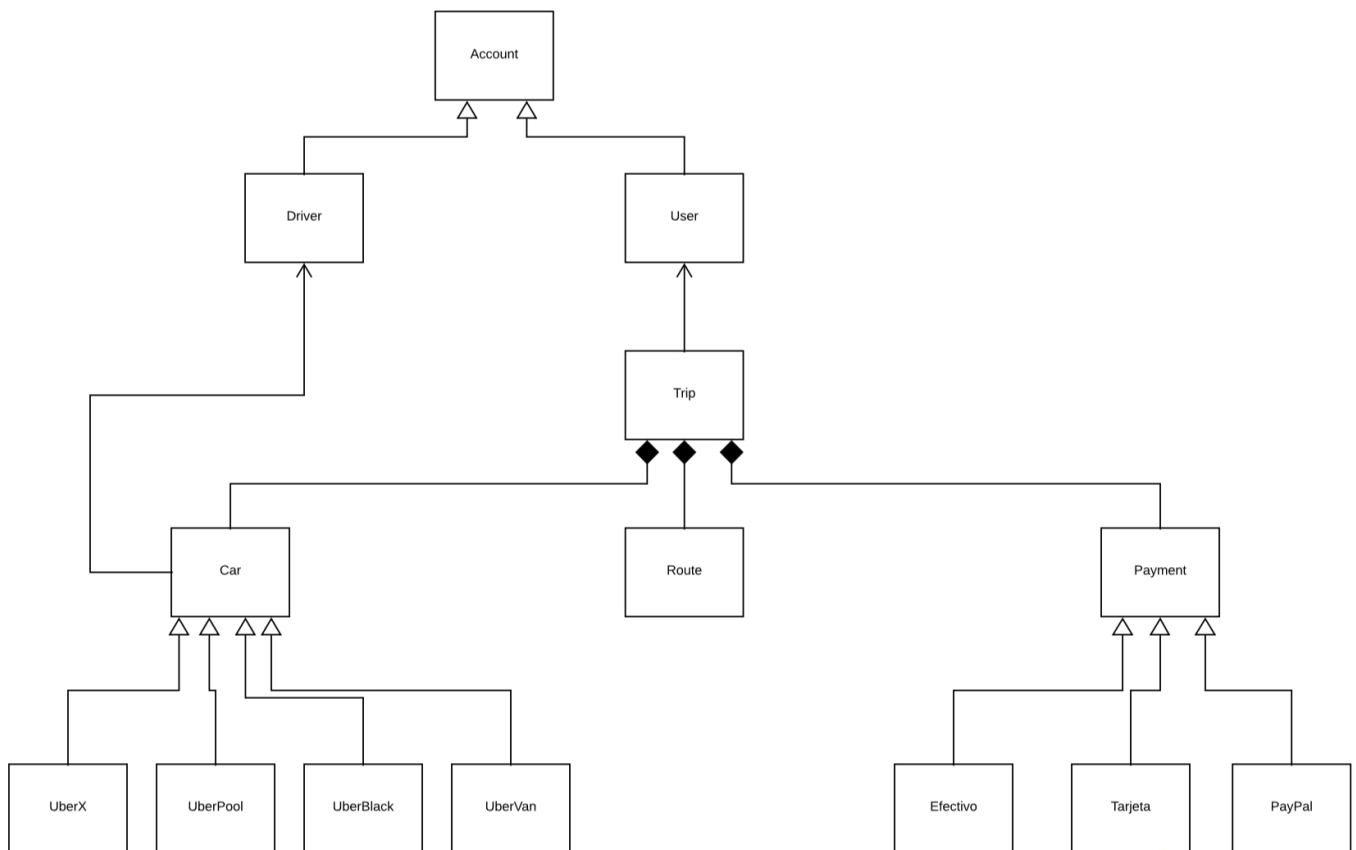 Account
Driver
User
Trip
Car
Route
Payment
UberX
UberPool
UberBlack
UberVan
Efectivo
Tarjeta
PayPal